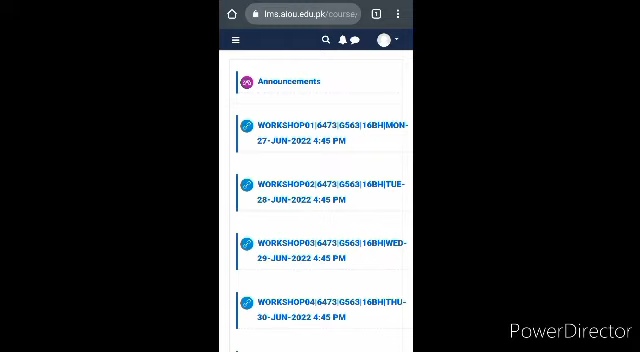 lms.aiou.edu.pk/course/
1
Announcements
WORKSHOP01|6473|G563|16BH|MON-
27-JUN-2022 4:45 PM
WORKSHOP02|6473|G563|16BH|TUE-
28-JUN-2022 4:45 PM
WORKSHOP03|6473|G563|16BH|WED-
29-JUN-2022 4:45 PM
WORKSHOP04|6473|G563|16BH|THU-
30-JUN-2022 4:45 PM
PowerDirector